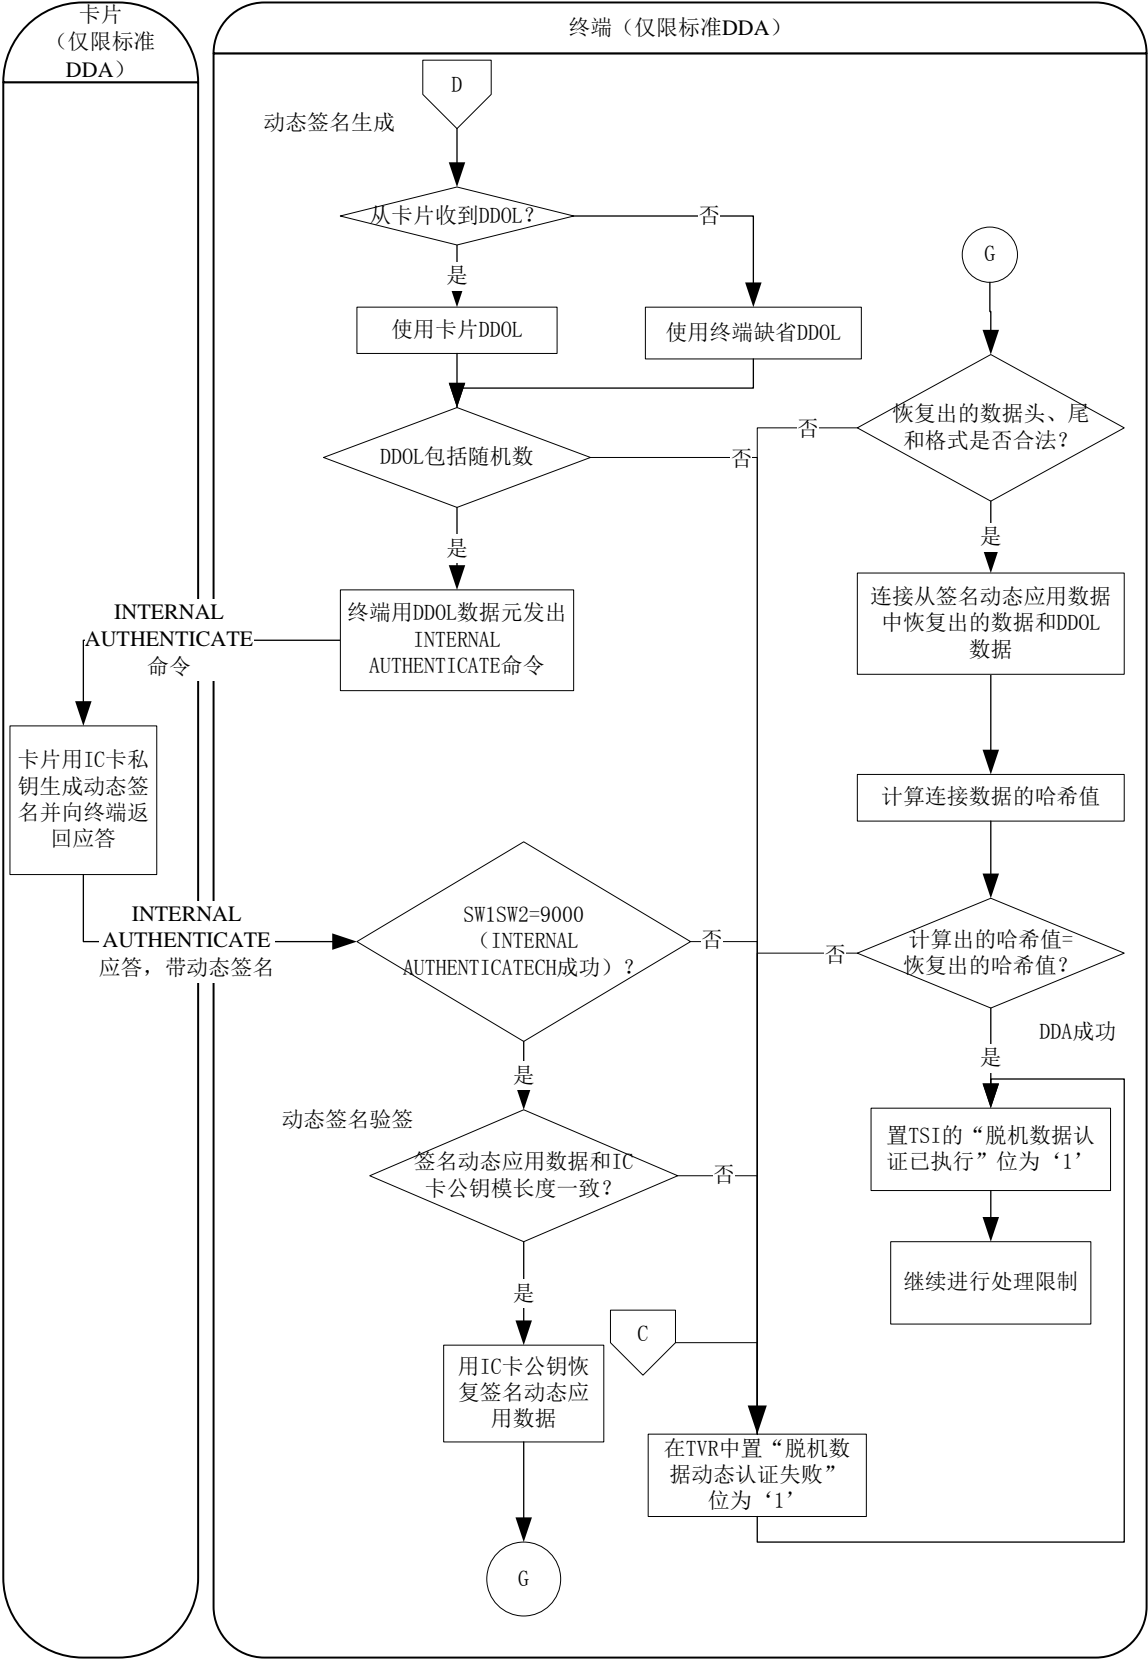 卡片
（仅限标准
DDA）
终端（仅限标准DDA）
D
动态签名生成
从卡片收到DDOL？
否
是
使用卡片DDOL
使用终端缺省DDOL
DDOL包括随机数
否
是
终端用DDOL数据元发出
INTERNAL
AUTHENTICATE命令
INTERNAL
AUTHENTICATE
命令
卡片用IC卡私
钥生成动态签
名并向终端返
回应答
INTERNAL
AUTHENTICATE
应答，带动态签名
SW1SW2=9000
（INTERNAL
AUTHENTICATECH成功）？
否
是
动态签名验签
签名动态应用数据和IC
卡公钥模长度一致？
否
是
用IC卡公钥恢
复签名动态应
用数据
G
C
在TVR中置“脱机数
据动态认证失败”
位为‘1’
G
恢复出的数据头、尾
和格式是否合法？
否
是
连接从签名动态应用数据
中恢复出的数据和DDOL
数据
计算连接数据的哈希值
计算出的哈希值=
恢复出的哈希值？
否
DDA成功
是
置TSI的“脱机数据认
证已执行”位为‘1’
继续进行处理限制